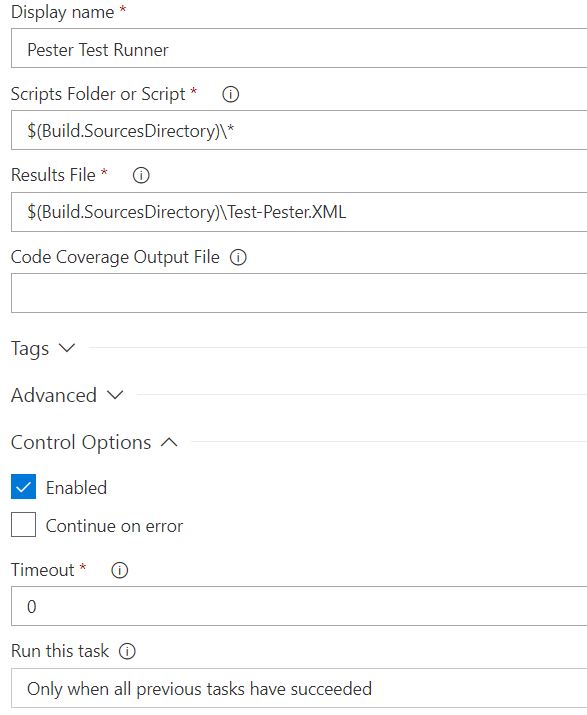 Display name *
Pester Test Runner
Scripts Folder or Script *
$(Build.SourcesDirectory)\*
Results File *
$(Build.SourcesDirectory)\Test-Pester.XML
Code Coverage Output File
Tags
Advanced
Control Options
Enabled
Continue on error
Timeout *
0
Run this task
Only when all previous tasks have succeeded